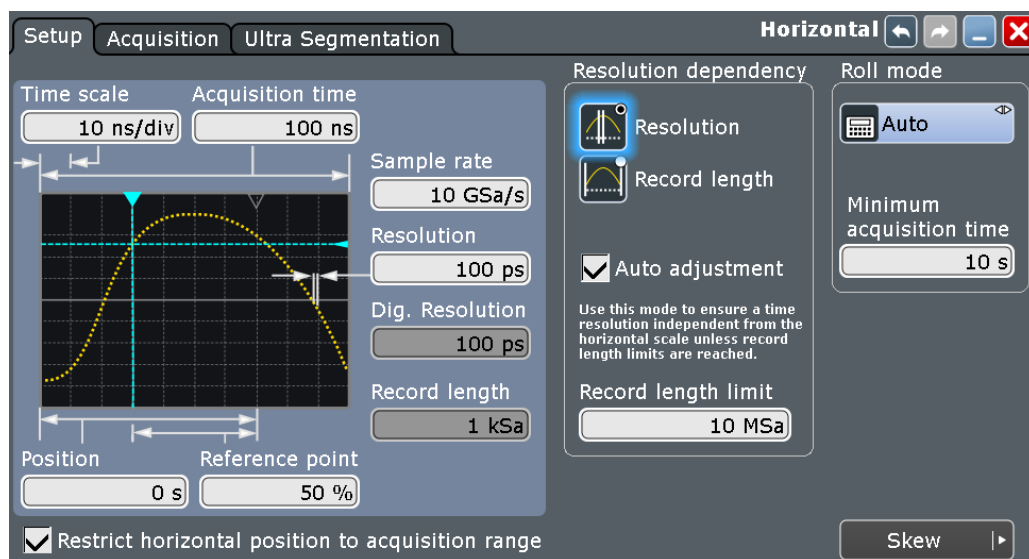 Setup
Acquisition
Ultra Segmentation
Horizontal
Time scale
10 ns/div
Acquisition time
100 ns
Sample rate
10 GSa/s
Resolution
100 ps
Dig. Resolution
100 ps
Record length
1 kSa
Position
0 s
Reference point
50 %
Restrict horizontal position to acquisition range
Resolution dependency
Resolution
Record length
Auto adjustment
Use this mode to ensure a time
resolution independent from the
horizontal scale unless record
length limits are reached.
Record length limit
10 MSa
Roll mode
Auto
Minimum
acquisition time
10 s
Skew